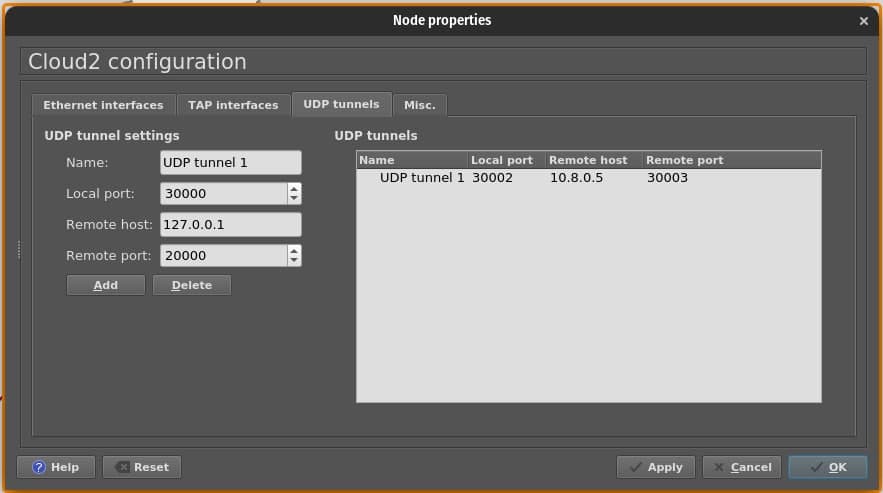 Node properties
Cloud2 configuration
Ethernet interfaces TAP interfaces UDP tunnels Misc.
UDP tunnel settings
Name: UDP tunnel 1
Local port: 30000
Remote host: 127.0.0.1
Remote port: 20000
Add Delete
UDP tunnels
Name Local port Remote host Remote port
UDP tunnel 1 30002 10.8.0.5 30003
Help Reset Apply Cancel OK